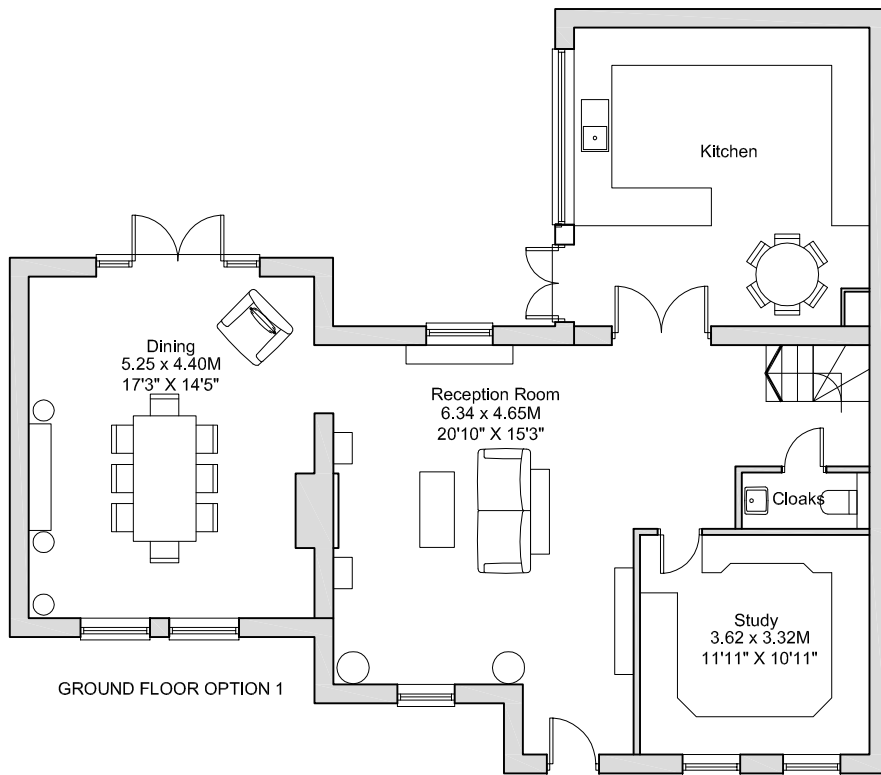 Kitchen
Dining
5.25 x 4.40M
17'3" X 14'5"
Reception Room
6.34 x 4.65M
20'10" X 15'3"
Cloaks
Study
3.62 x 3.32M
11'11" X 10'11"
GROUND FLOOR OPTION 1